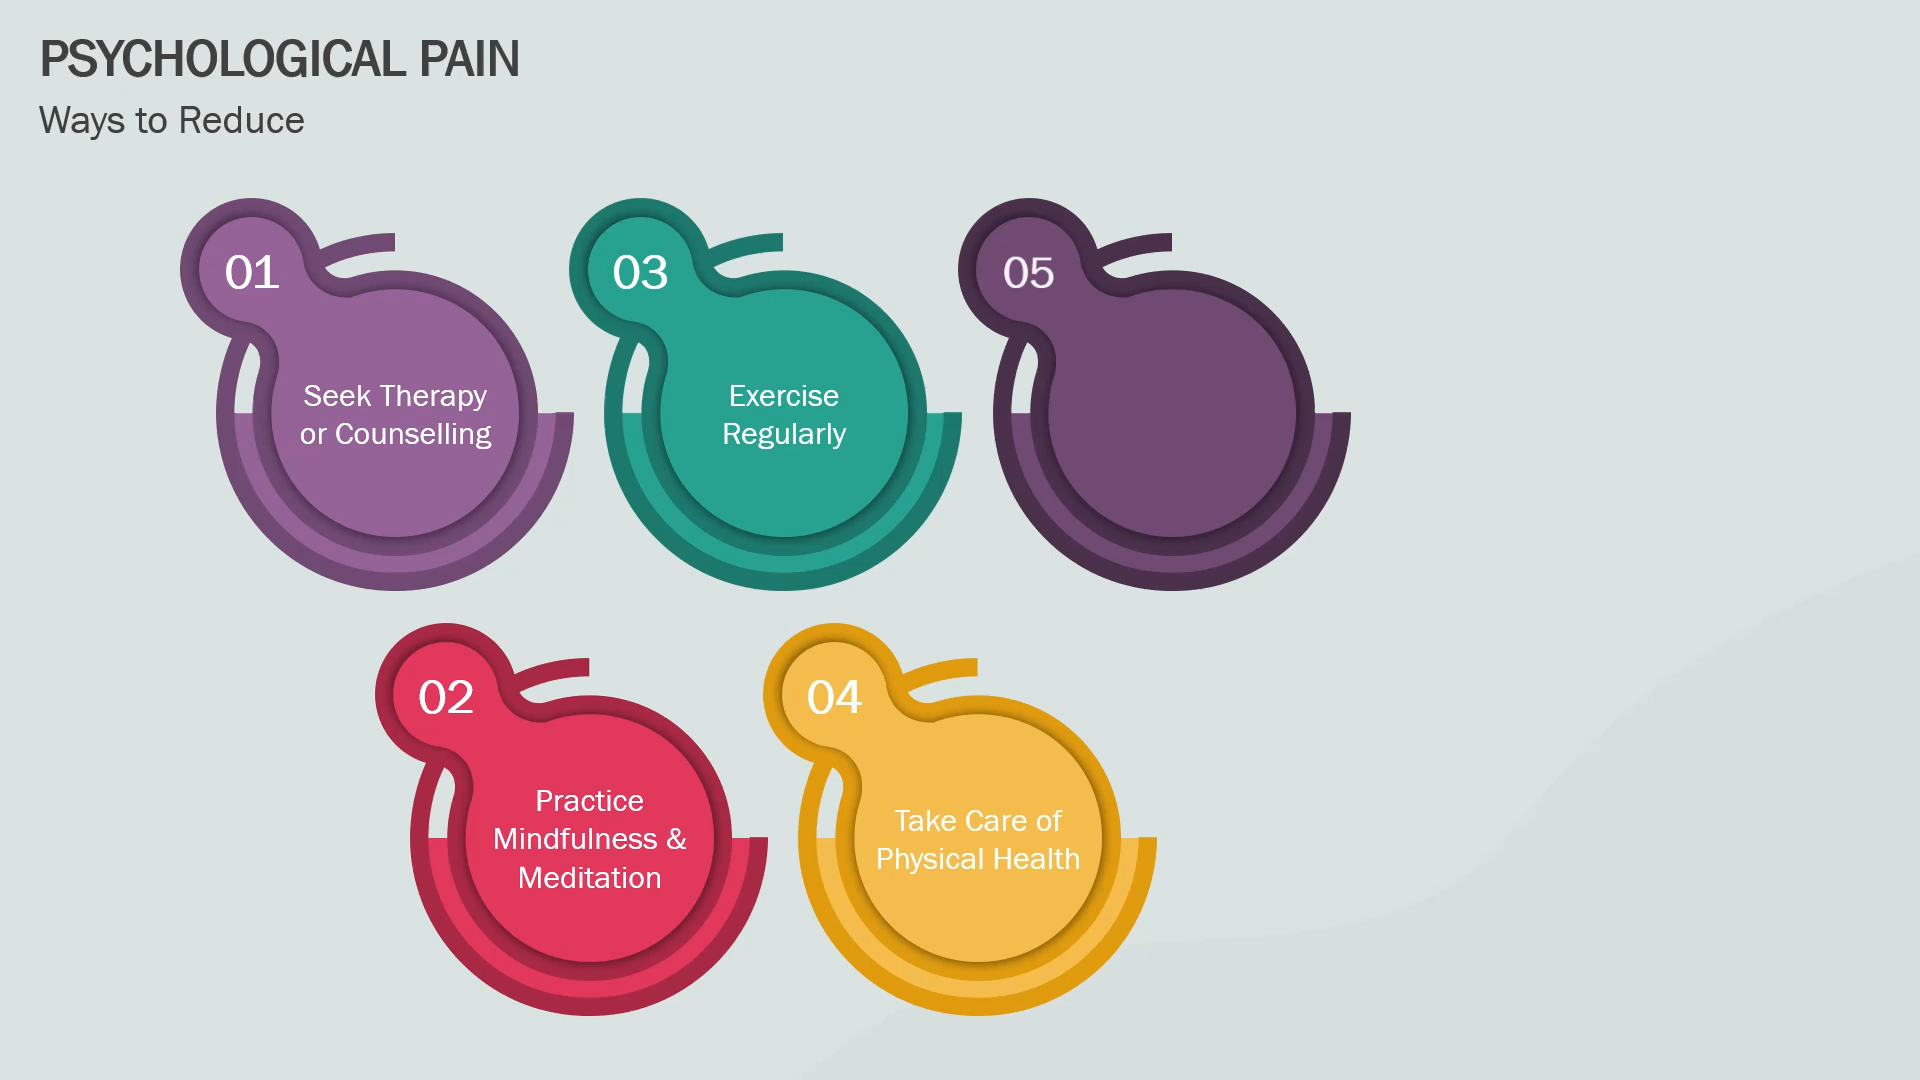 PSYCHOLOGICAL PAIN
Ways to Reduce
01
Seek Therapy
or Counselling
02
Practice
Mindfulness &
Meditation
03
Exercise
Regularly
04
Take Care of
Physical Health
05